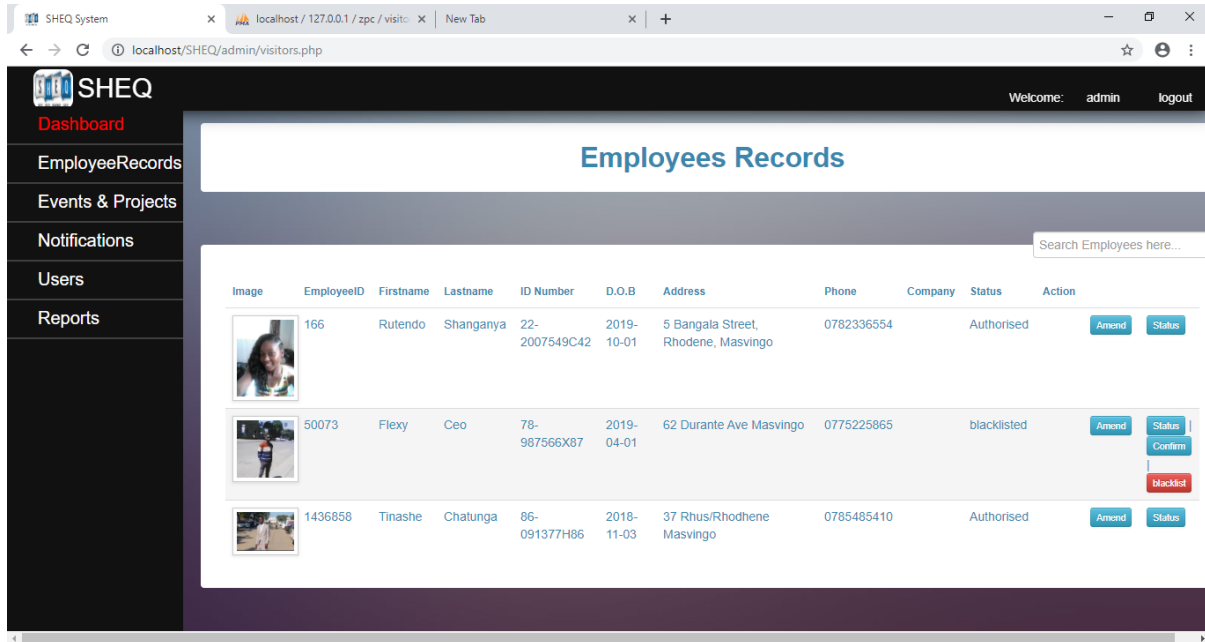 SHEQ System
localhost / 127.0.0.1 / zpc / visito
New Tab
localhost/SHEQ/admin/visitors.php
SHEQ
SHEQ
Welcome: admin logout
Dashboard
EmployeeRecords
Events & Projects
Notifications
Users
Reports
Employees Records
Search Employees here...
Image EmployeeID Firstname Lastname ID Number D.O.B Address Phone Company Status Action
166 Rutendo Shanganya 22- 2019- 5 Bangala Street, 0782336554 Authorised Amend Status
2007549C42 10-01 Rhodene, Masvingo
50073 Flexy Ceo 78- 2019- 62 Durante Ave Masvingo 0775225865 blacklisted Amend Status |
987566X87 04-01 Confirm
|
blacklist
1436858 Tinashe Chatunga 86- 2018- 37 Rhus/Rhodhene 0785485410 Authorised Amend Status
091377H86 11-03 Masvingo